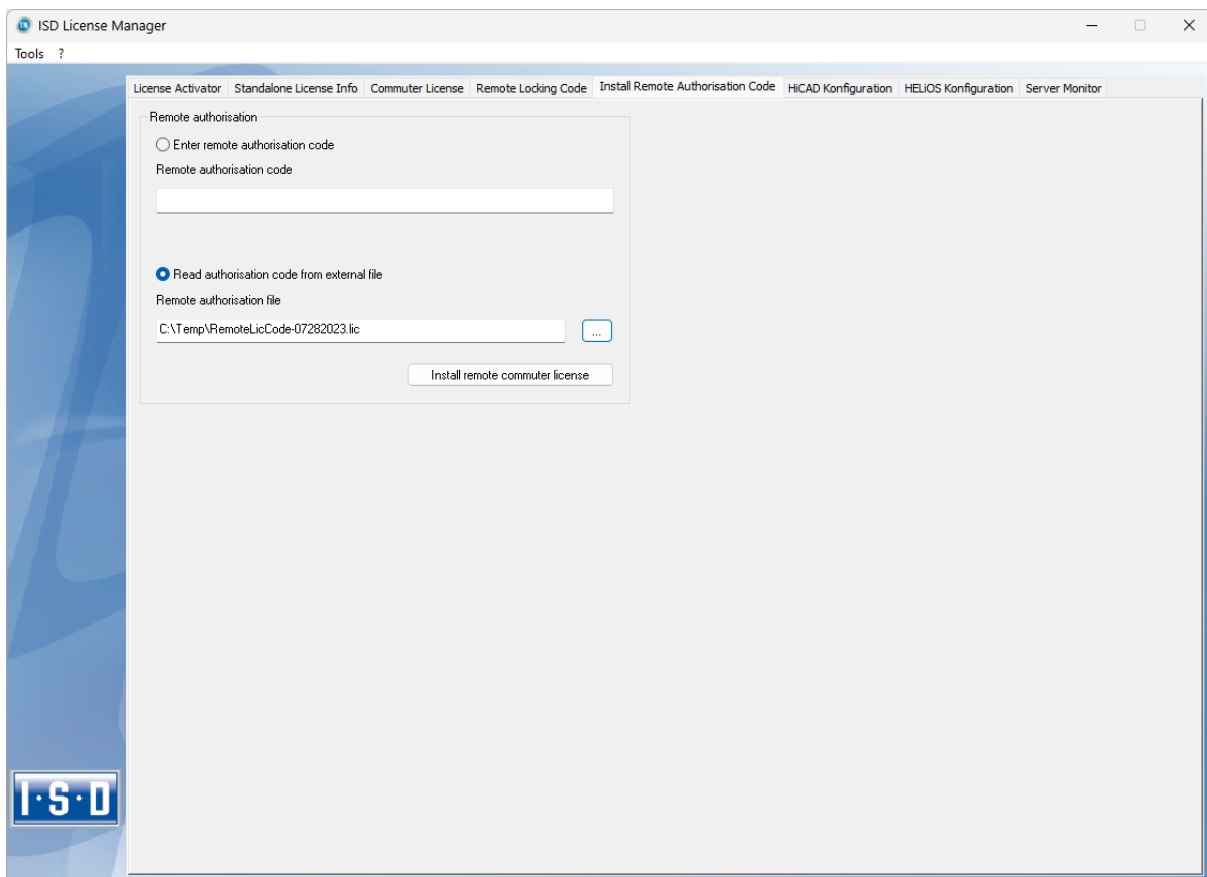 ISD License Manager
Tools ?
License Activator Standalone License Info Commuter License Remote Locking Code Install Remote Authorisation Code HiCAD Konfiguration HELiOS Konfiguration Server Monitor
Remote authorisation
Enter remote authorisation code
Remote authorisation code
Read authorisation code from external file
Remote authorisation file
C:\Temp\RemoteLicCode-07282023.lic
...
Install remote commuter license
I·S·D